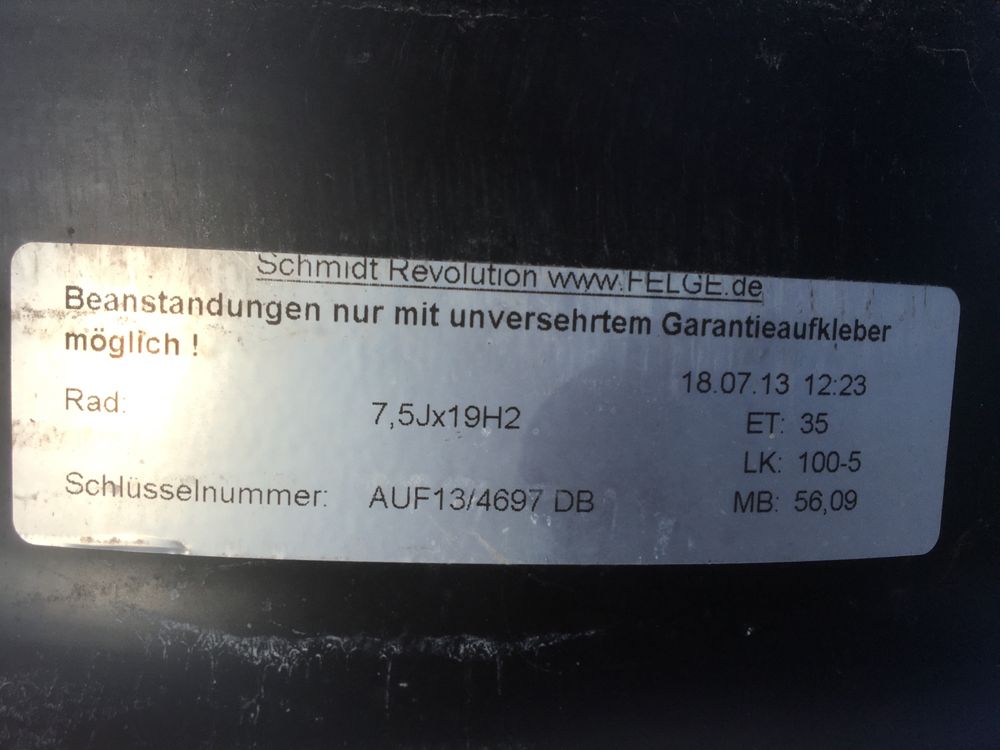 Schmidt Revolution www.FELGE.de
Beanstandungen nur mit unversehrtem Garantieaufkleber
möglich !
18.07.13 12:23
Rad: 7,5Jx19H2 ET: 35
LK: 100-5
Schlüsselnummer: AUF13/4697 DB MB: 56,09